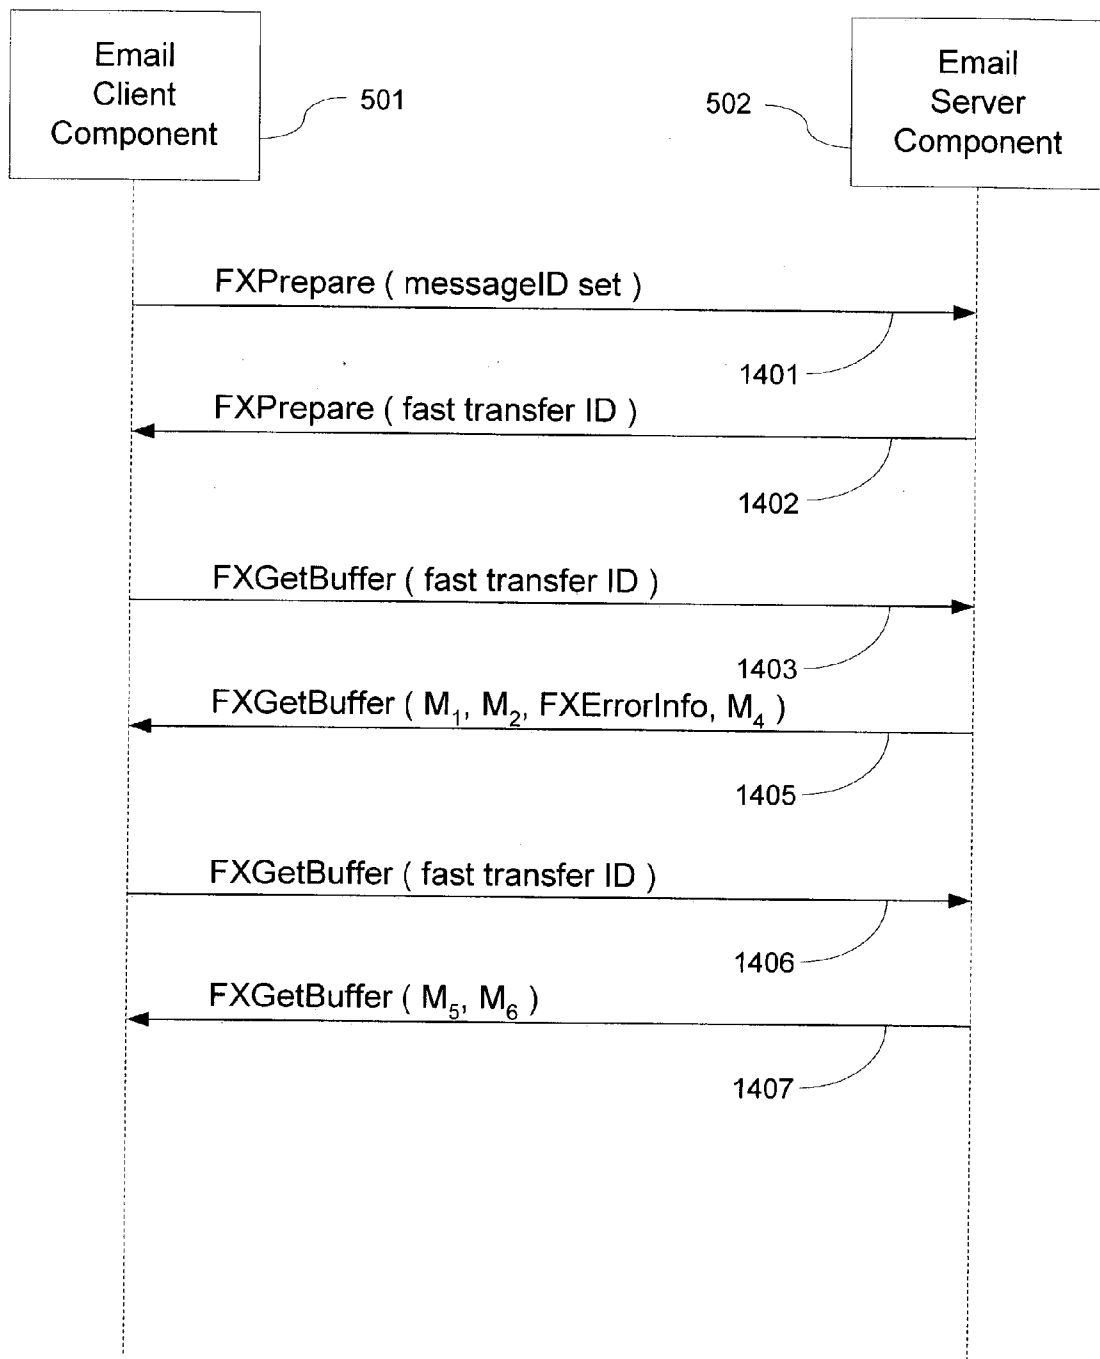 Email
Client
Component
501
502
Email
Server
Component
FXPrepare ( messageID set )
1401
FXPrepare ( fast transfer ID )
1402
FXGetBuffer ( fast transfer ID )
1403
FXGetBuffer ( M₁, M₂, FXErrorInfo, M₄ )
1405
FXGetBuffer ( fast transfer ID )
1406
FXGetBuffer ( M₅, M₆ )
1407